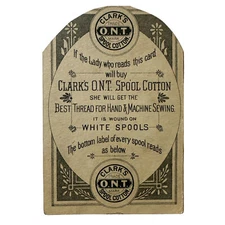 CLARK'S
O.N.T.
SPOOL COTTON
If the Lady who reads this card
will buy
CLARK'S O.N.T. SPOOL COTTON
SHE WILL GET THE
BEST THREAD FOR HAND & MACHINE SEWING.
IT IS WOUND ON
WHITE SPOOLS
The bottom label of every spool reads
as below
CLARK'S
O.N.T.
SPOOL COTTON